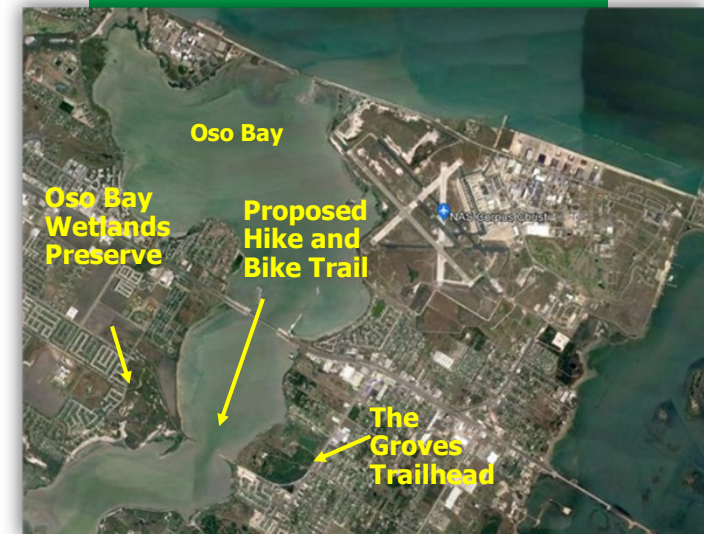 Oso Bay
Oso Bay
Wetlands
Preserve
Proposed
Hike and
Bike Trail
NAS Corpus Christi
The
Groves
Trailhead